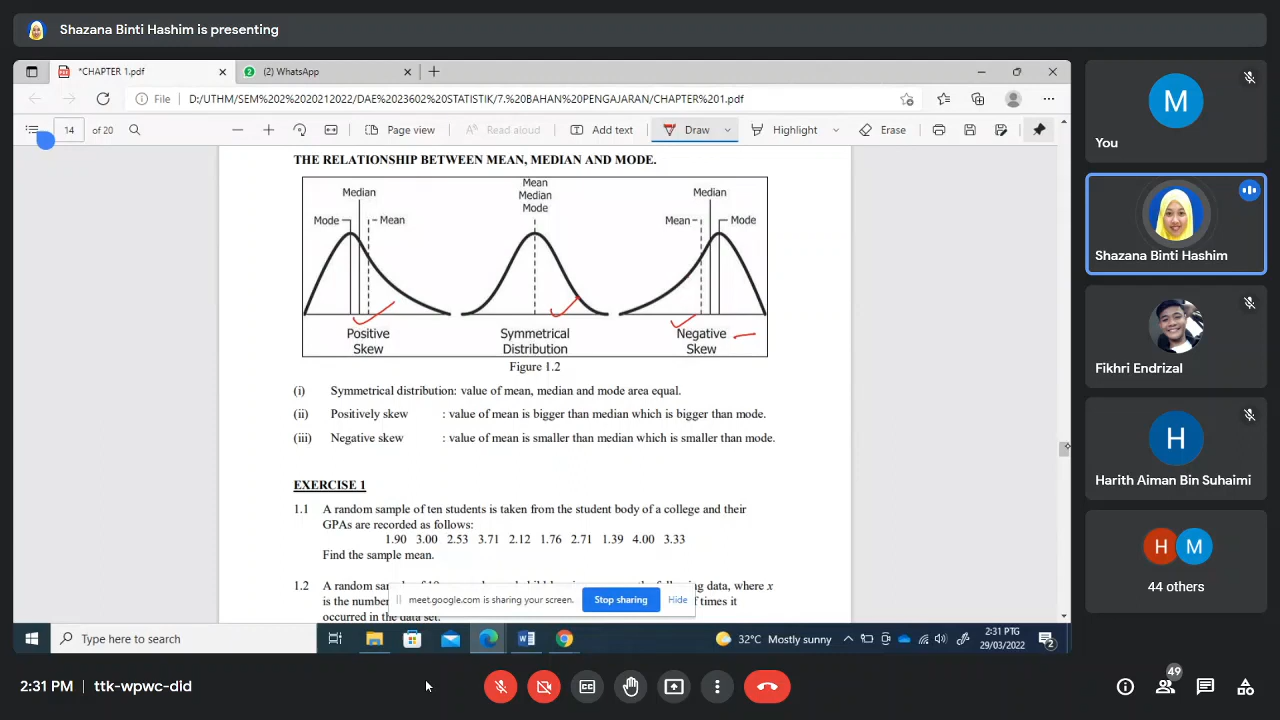 Shazana Binti Hashim is presenting
*CHAPTER 1.pdf
(2) WhatsApp
File D:/UTHM/SEM%202%20%20212022/DAE%2023602%20STATISTIK/7.%20BAHAN%20PENGAJARAN/CHAPTER%201.pdf
14 of 20 Page view Read aloud Add text Draw Highlight Erase
THE RELATIONSHIP BETWEEN MEAN, MEDIAN AND MODE.
Median
Mode Mean
Positive
Skew
Mean
Median
Mode
Symmetrical
Distribution
Median
Mean Mode
Negative
Skew
Figure 1.2
(i) Symmetrical distribution: value of mean, median and mode area equal.
(ii) Positively skew : value of mean is bigger than median which is bigger than mode.
(iii) Negative skew : value of mean is smaller than median which is smaller than mode.
EXERCISE 1
1.1 A random sample of ten students is taken from the student body of a college and their
GPAs are recorded as follows:
1.90 3.00 2.53 3.71 2.12 1.76 2.71 1.39 4.00 3.33
Find the sample mean.
1.2 A random
data, where x
is the number
times it
occurred in the data set.
meet.google.com is sharing your screen. Stop sharing Hide
Type here to search
32°C Mostly sunny
2:31 PTG
29/03/2022
2
M
You
Shazana Binti Hashim
Fikhri Endrizal
H
Harith Aiman Bin Suhaimi
H M
44 others
2:31 PM ttk-wpwc-did
49